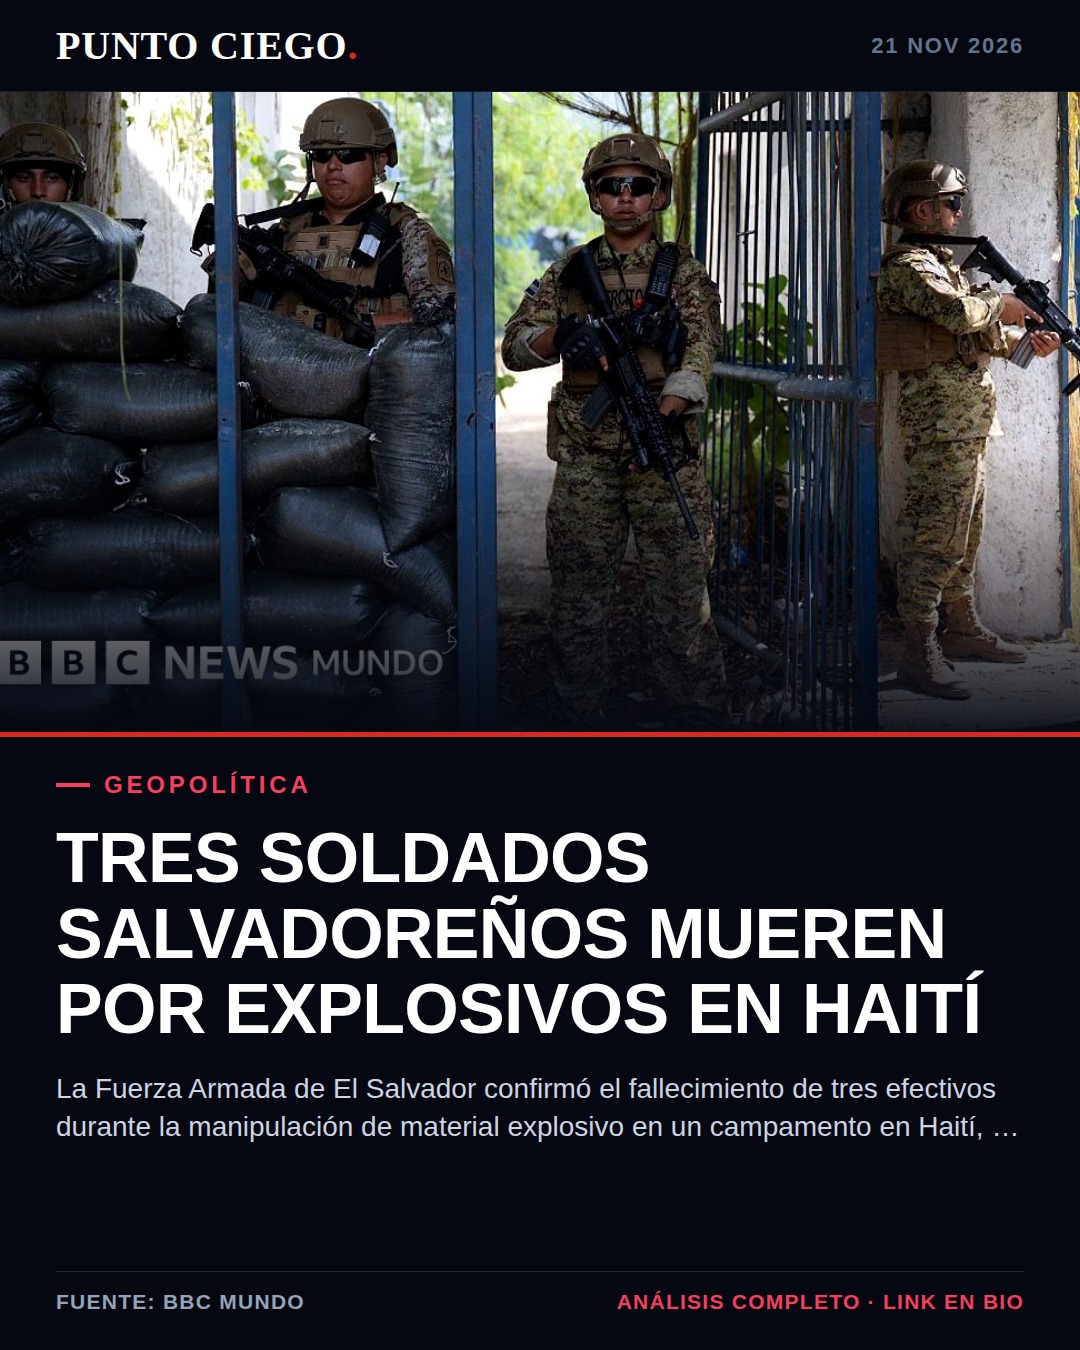 PUNTO CIEGO.
21 NOV 2026
BBC NEWS MUNDO
GEOPOLÍTICA
TRES SOLDADOS
SALVADOREÑOS MUEREN
POR EXPLOSIVOS EN HAITÍ
La Fuerza Armada de El Salvador confirmó el fallecimiento de tres efectivos
durante la manipulación de material explosivo en un campamento en Haití, …
FUENTE: BBC MUNDO
ANÁLISIS COMPLETO · LINK EN BIO